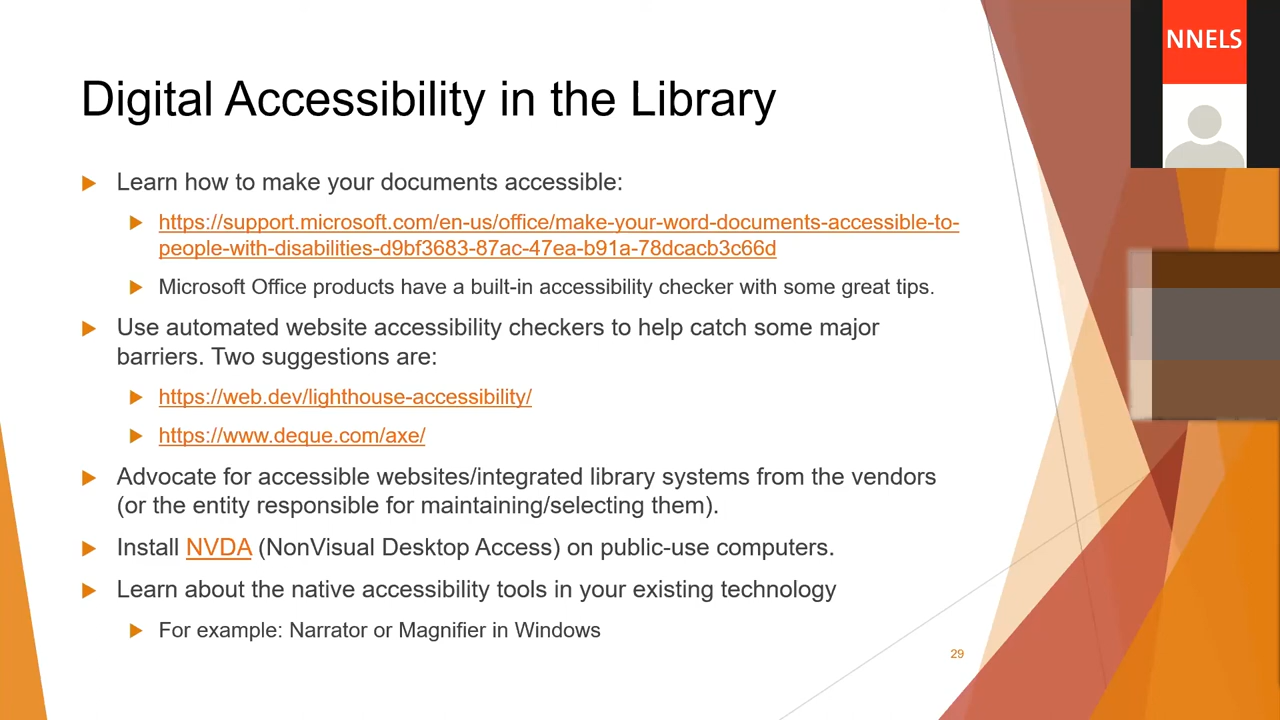 Digital Accessibility in the Library
Learn how to make your documents accessible:
https://support.microsoft.com/en-us/office/make-your-word-documents-accessible-to-
people-with-disabilities-d9bf3683-87ac-47ea-b91a-78dcacb3c66d
Microsoft Office products have a built-in accessibility checker with some great tips.
Use automated website accessibility checkers to help catch some major
barriers. Two suggestions are:
https://web.dev/lighthouse-accessibility/
https://www.deque.com/axe/
Advocate for accessible websites/integrated library systems from the vendors
(or the entity responsible for maintaining/selecting them).
Install NVDA (NonVisual Desktop Access) on public-use computers.
Learn about the native accessibility tools in your existing technology
For example: Narrator or Magnifier in Windows
29
NNELS